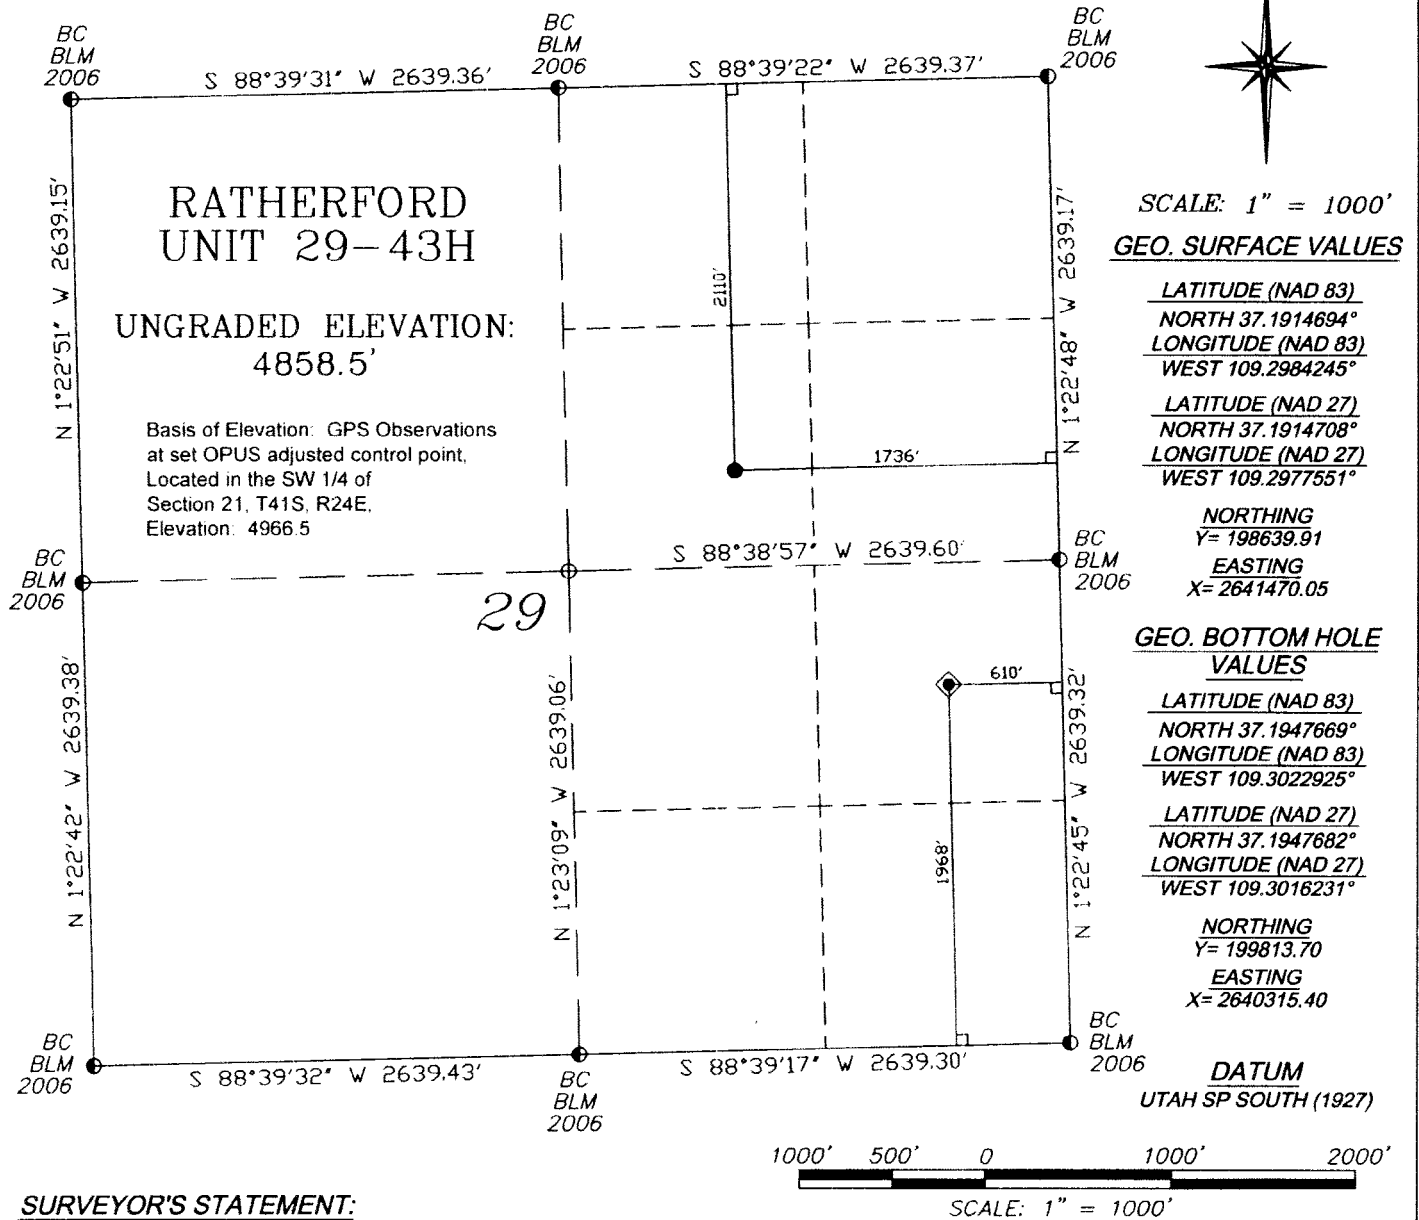 BC
BLM
2006
S 88°39'31" W 2639.36'
BC
BLM
2006
S 88°39'22" W 2639.37'
BC
BLM
2006
N 1°22'51" W 2639.15'
RATHERFORD
UNIT 29-43H
UNGRADED ELEVATION:
4858.5'
Basis of Elevation: GPS Observations
at set OPUS adjusted control point,
Located in the SW 1/4 of
Section 21, T41S, R24E,
Elevation: 4966.5
2110'
1736'
N 1°22'48" W 2639.17'
BC
BLM
2006
S 88°38'57" W 2639.60'
BC
BLM
2006
29
N 1°22'42" W 2639.38'
N 1°23'09" W 2639.06'
610'
1968'
N 1°22'45" W 2639.32'
BC
BLM
2006
S 88°39'32" W 2639.43'
BC
BLM
2006
S 88°39'17" W 2639.30'
BC
BLM
2006
SCALE: 1" = 1000'
GEO. SURFACE VALUES
LATITUDE (NAD 83)
NORTH 37.1914694°
LONGITUDE (NAD 83)
WEST 109.2984245°
LATITUDE (NAD 27)
NORTH 37.1914708°
LONGITUDE (NAD 27)
WEST 109.2977551°
NORTHING
Y= 198639.91
EASTING
X= 2641470.05
GEO. BOTTOM HOLE
VALUES
LATITUDE (NAD 83)
NORTH 37.1947669°
LONGITUDE (NAD 83)
WEST 109.3022925°
LATITUDE (NAD 27)
NORTH 37.1947682°
LONGITUDE (NAD 27)
WEST 109.3016231°
NORTHING
Y= 199813.70
EASTING
X= 2640315.40
DATUM
UTAH SP SOUTH (1927)
1000' 500' 0 1000' 2000'
SCALE: 1" = 1000'
SURVEYOR'S STATEMENT: